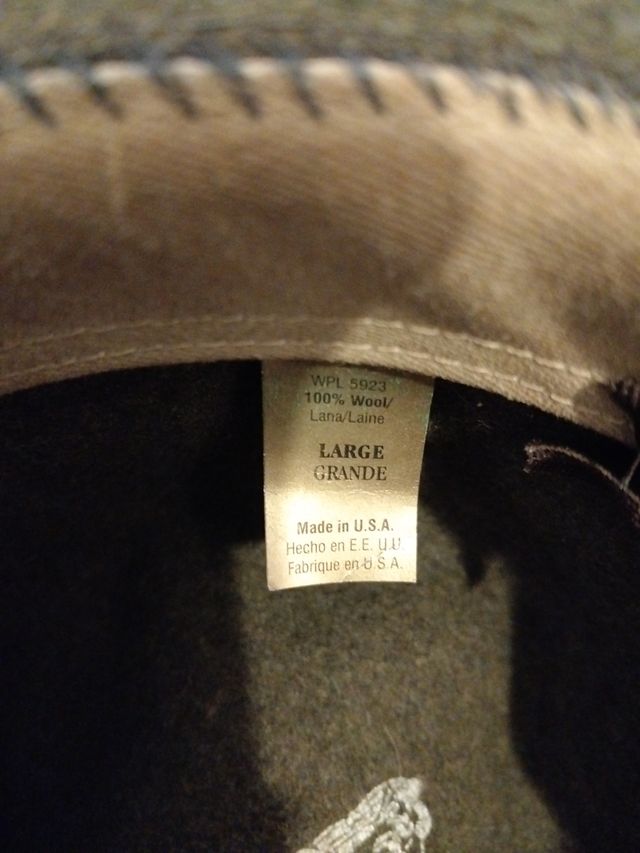 WPL 5923
100% Wool/
Lana/Laine
LARGE
GRANDE
Made in U.S.A.
Hecho en E.E. U.U.
Fabrique en U.S.A.